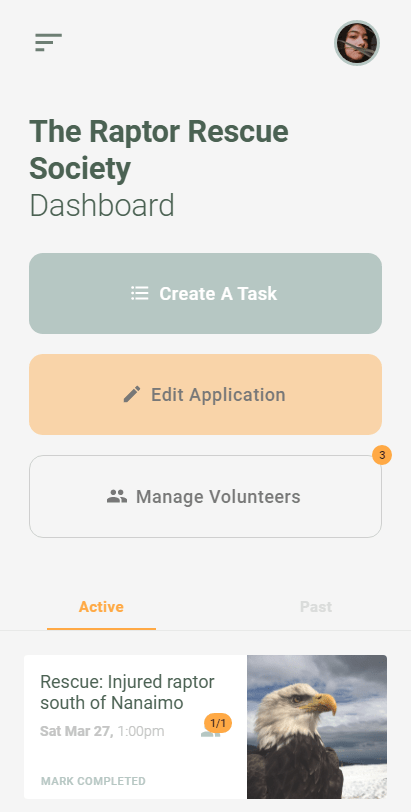 The Raptor Rescue
Society
Dashboard
Create A Task
Edit Application
3
Manage Volunteers
Active Past
Rescue: Injured raptor
south of Nanaimo
1/1
Sat Mar 27, 1:00pm
MARK COMPLETED